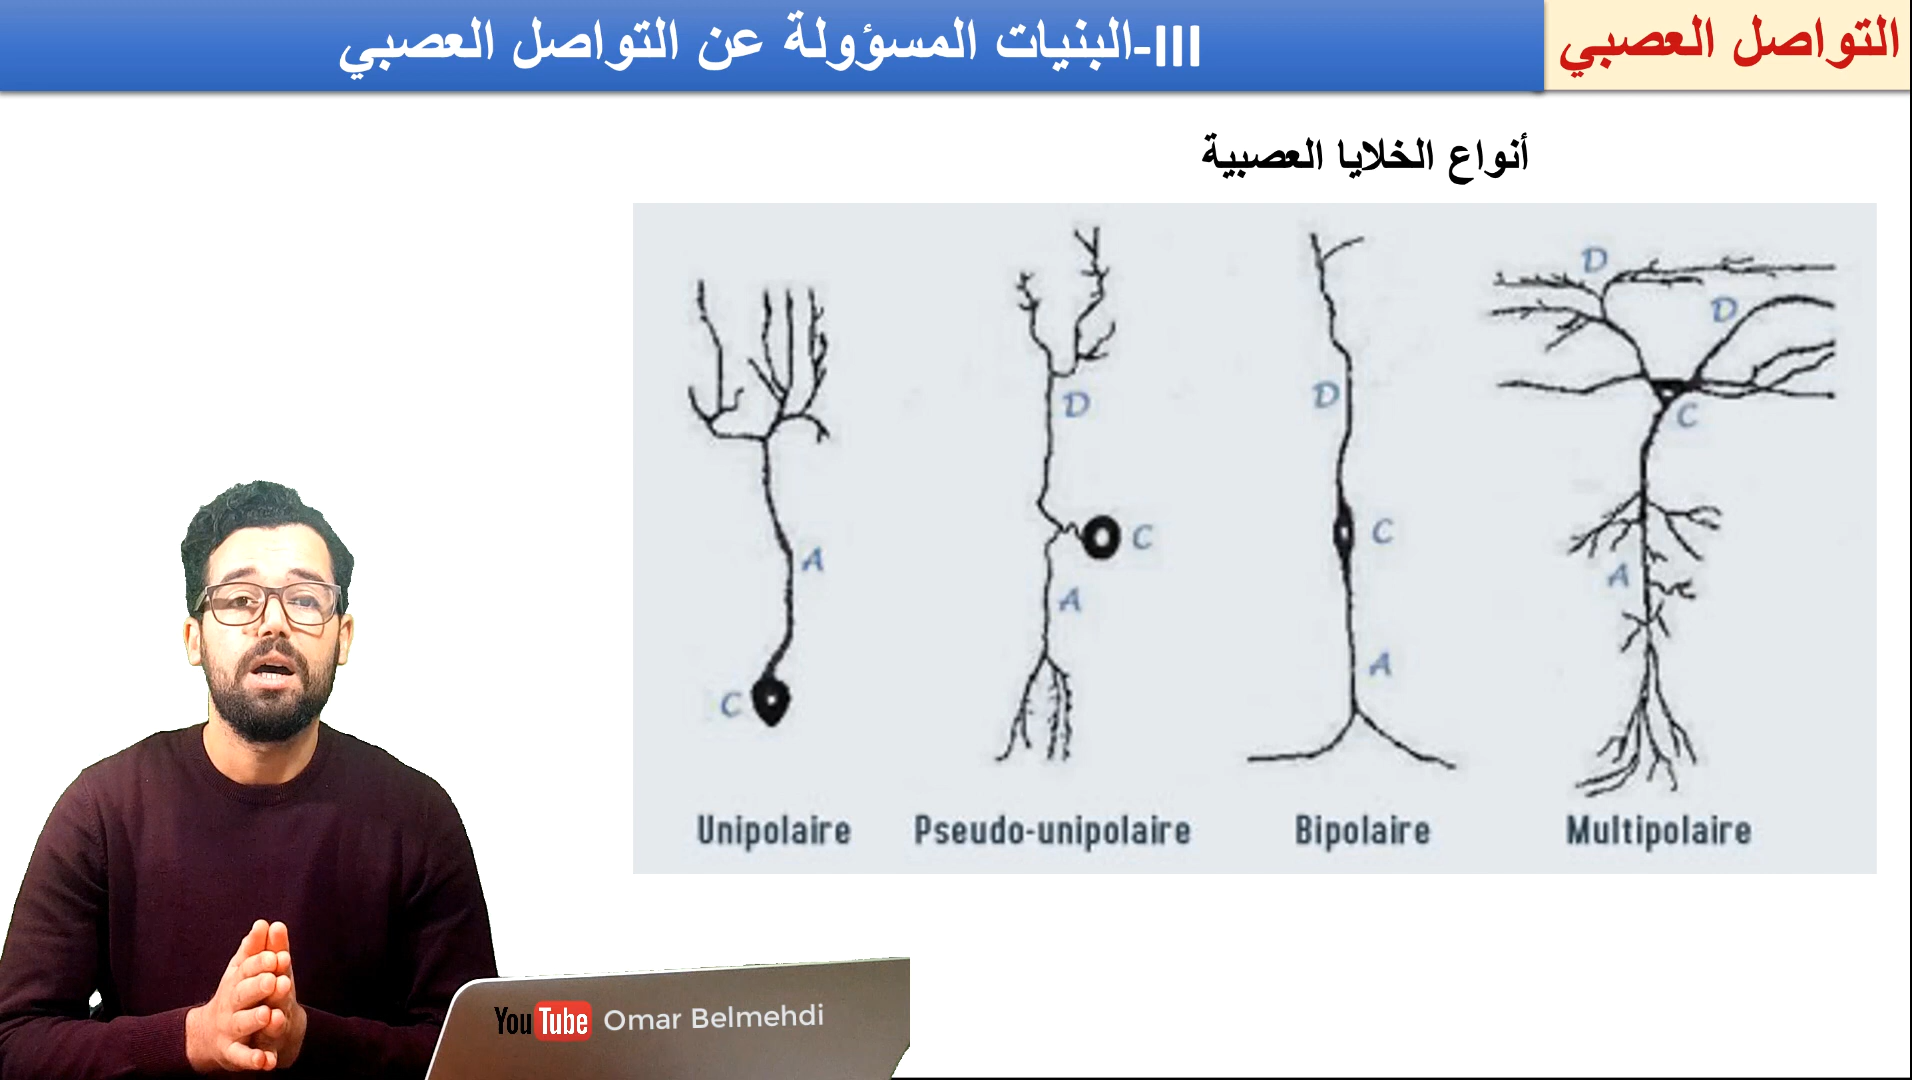 التواصل العصبي
III-البنيات المسؤولة عن التواصل العصبي
أنواع الخلايا العصبية
D
D
D
D
C
A
C
C
A
A
A
C
Unipolaire
Pseudo-unipolaire
Bipolaire
Multipolaire
YouTube Omar Belmehdi